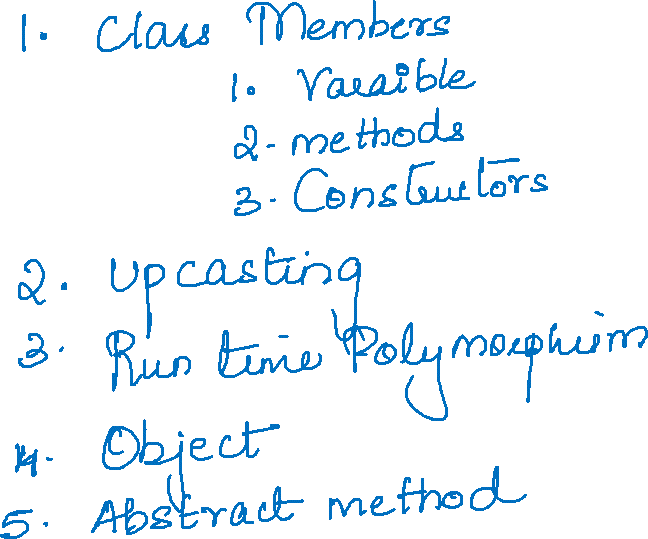 1. Class Members
1. Varaible
2. methods
3. Constructors
2. Upcasting
3. Run time Polymorphism
4. Object
5. Abstract method